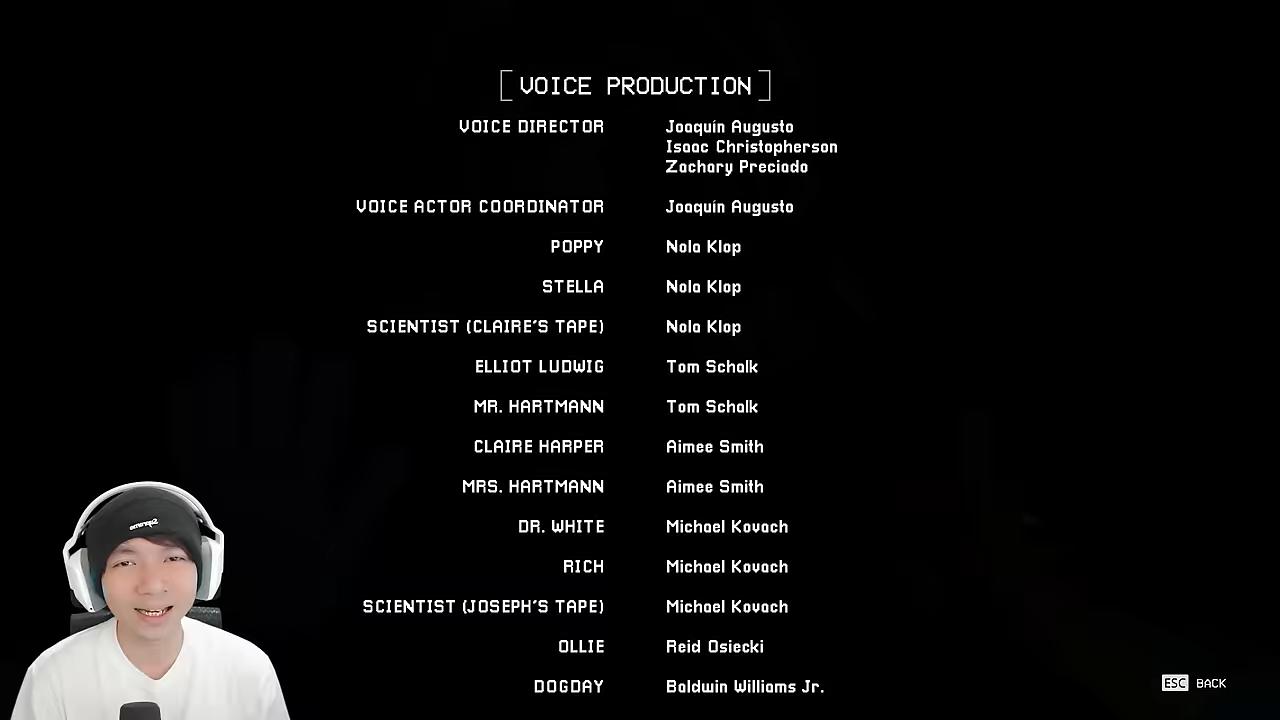 [VOICE PRODUCTION]
VOICE DIRECTOR Joaquín Augusto
Isaac Christopherson
Zachary Preciado
VOICE ACTOR COORDINATOR Joaquín Augusto
POPPY Nola Klop
STELLA Nola Klop
SCIENTIST (CLAIRE'S TAPE) Nola Klop
ELLIOT LUDWIG Tom Schalk
MR. HARTMANN Tom Schalk
CLAIRE HARPER Aimee Smith
MRS. HARTMANN Aimee Smith
DR. WHITE Michael Kovach
RICH Michael Kovach
SCIENTIST (JOSEPH'S TAPE) Michael Kovach
OLLIE Reid Osiecki
DOGDAY Baldwin Williams Jr.
ESC BACK